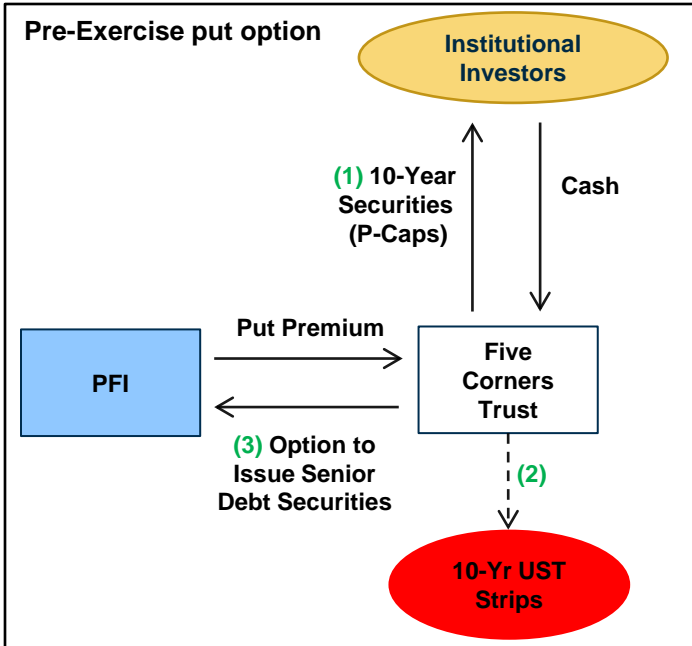 Pre-Exercise put option
Institutional
Investors
(1) 10-Year
Securities
(P-Caps)
Cash
Put Premium
PFI
Five
Corners
Trust
(3) Option to
Issue Senior
Debt Securities
(2)
10-Yr UST
Strips